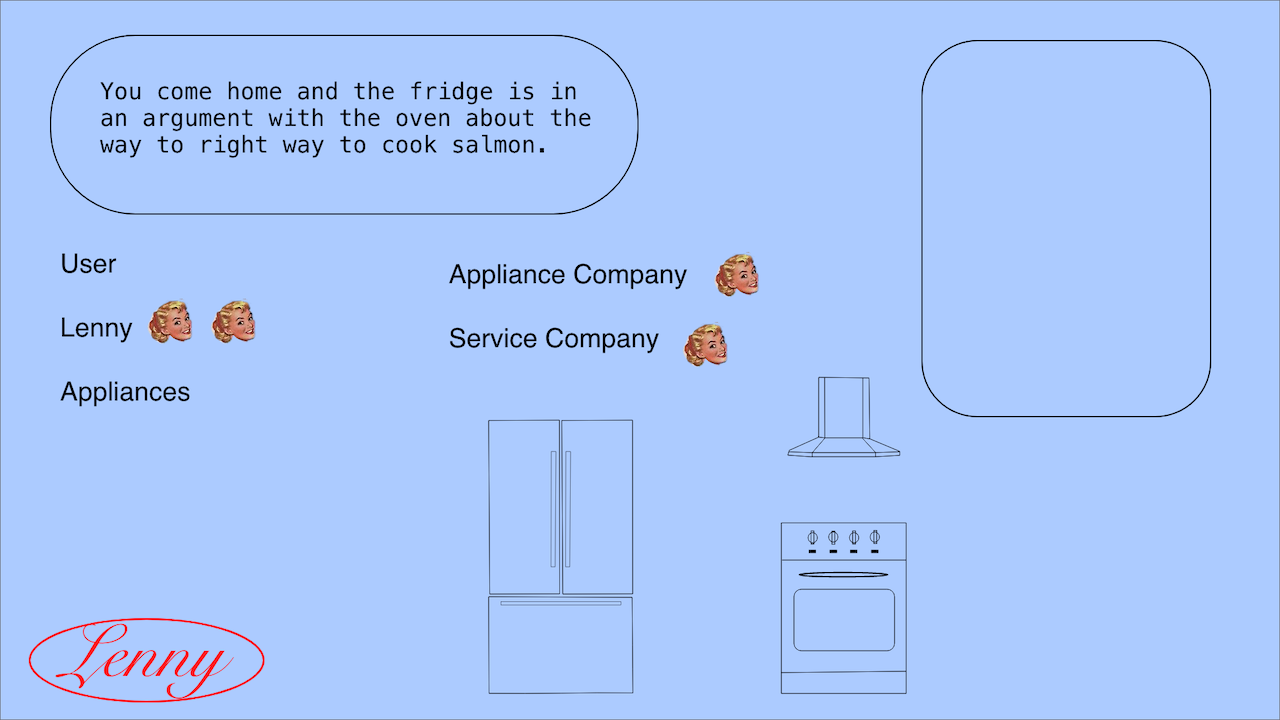 You come home and the fridge is in
an argument with the oven about the
way to right way to cook salmon.
User
Lenny
Appliances
Appliance Company
Service Company
Lenny